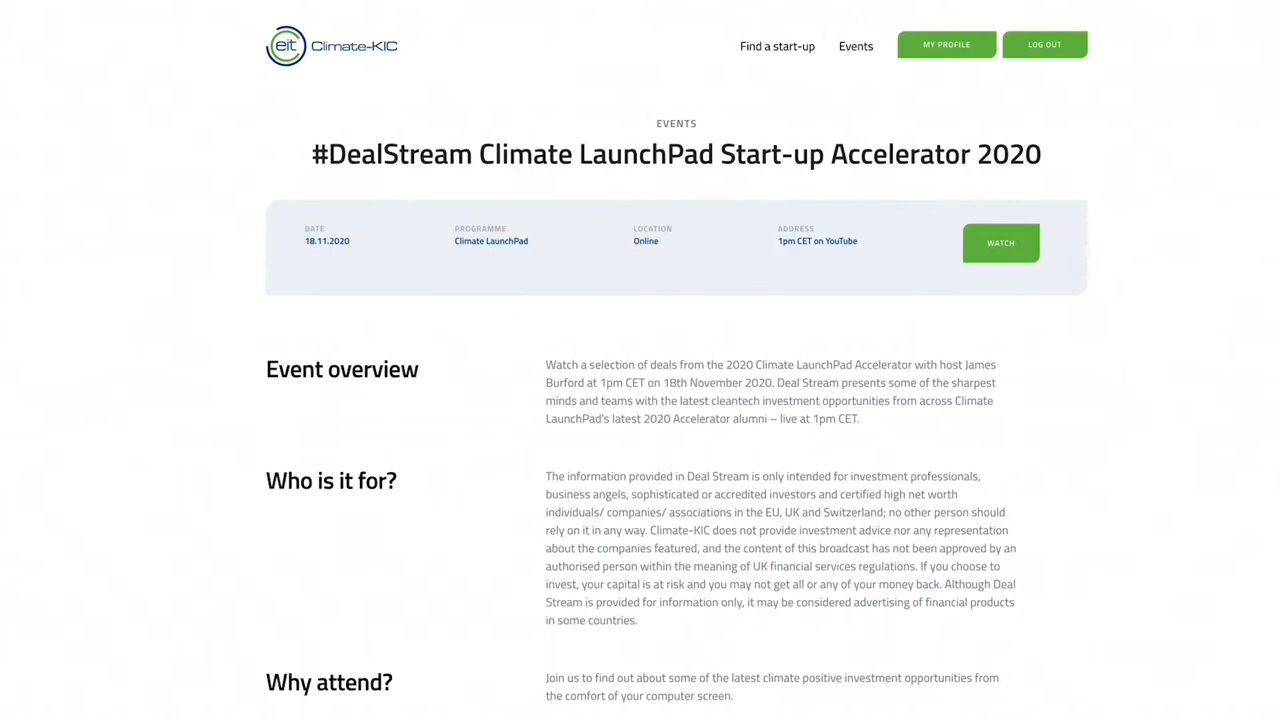 eit Climate-KIC
Find a start-up
Events
MY PROFILE
LOG OUT
EVENTS
#DealStream Climate LaunchPad Start-up Accelerator 2020
DATE
18.11.2020
PROGRAMME
Climate LaunchPad
LOCATION
Online
ADDRESS
1pm CET on YouTube
WATCH
Event overview
Watch a selection of deals from the 2020 Climate LaunchPad Accelerator with host James
Burford at 1pm CET on 18th November 2020. Deal Stream presents some of the sharpest
minds and teams with the latest cleantech investment opportunities from across Climate
LaunchPad's latest 2020 Accelerator alumni – live at 1pm CET.
Who is it for?
The information provided in Deal Stream is only intended for investment professionals,
business angels, sophisticated or accredited investors and certified high net worth
individuals/ companies/ associations in the EU, UK and Switzerland; no other person should
rely on it in any way. Climate-KIC does not provide investment advice nor any representation
about the companies featured, and the content of this broadcast has not been approved by an
authorised person within the meaning of UK financial services regulations. If you choose to
invest, your capital is at risk and you may not get all or any of your money back. Although Deal
Stream is provided for information only, it may be considered advertising of financial products
in some countries.
Why attend?
Join us to find out about some of the latest climate positive investment opportunities from
the comfort of your computer screen.